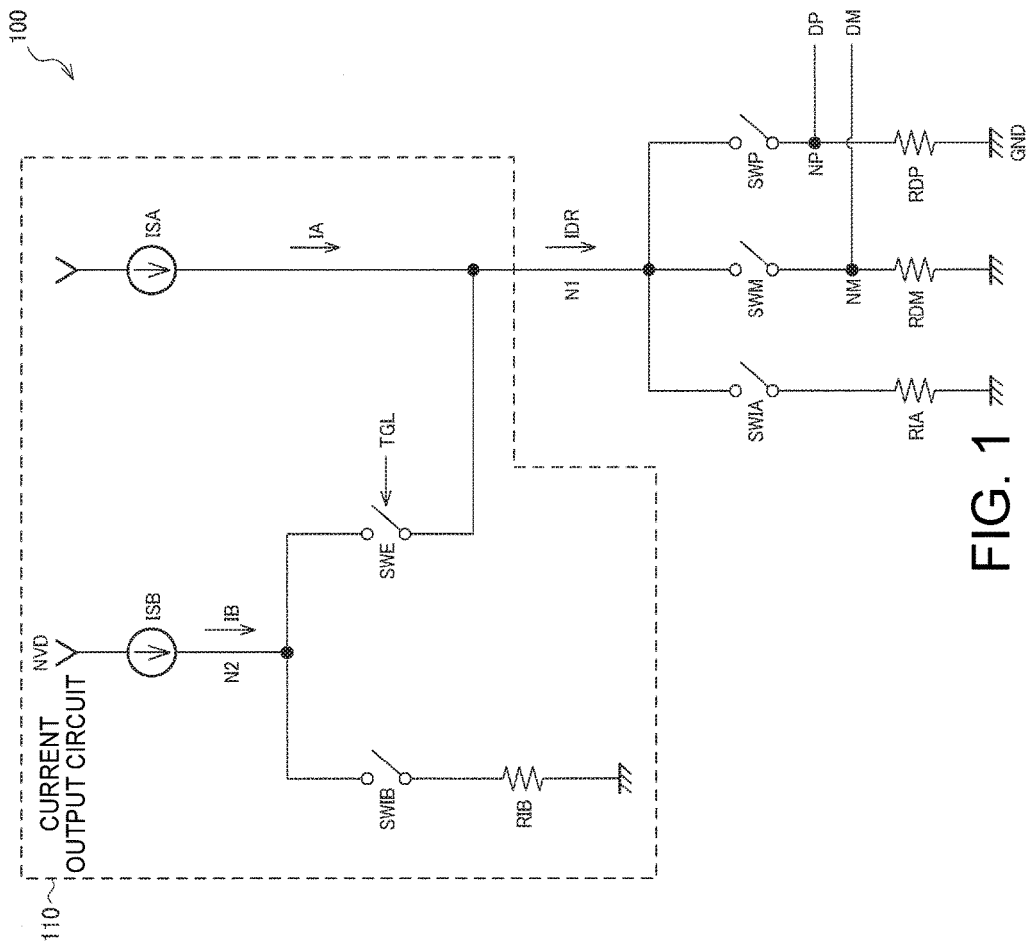 100
110
CURRENT
OUTPUT CIRCUIT
NVD
ISB
ISA
IB
IA
N2
SWIB
SWE
TGL
RIB
N1
IDR
SWIA
SWM
SWP
NM
NP
DP
DM
RIA
RDM
RDP
GND
FIG. 1